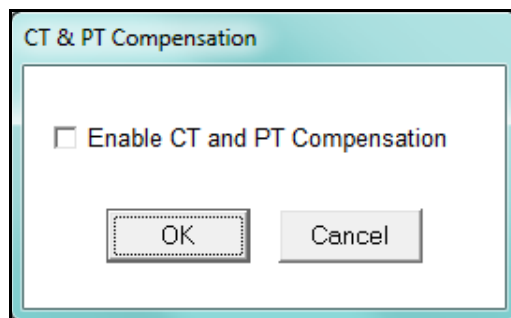 CT & PT Compensation
Enable CT and PT Compensation
OK
Cancel